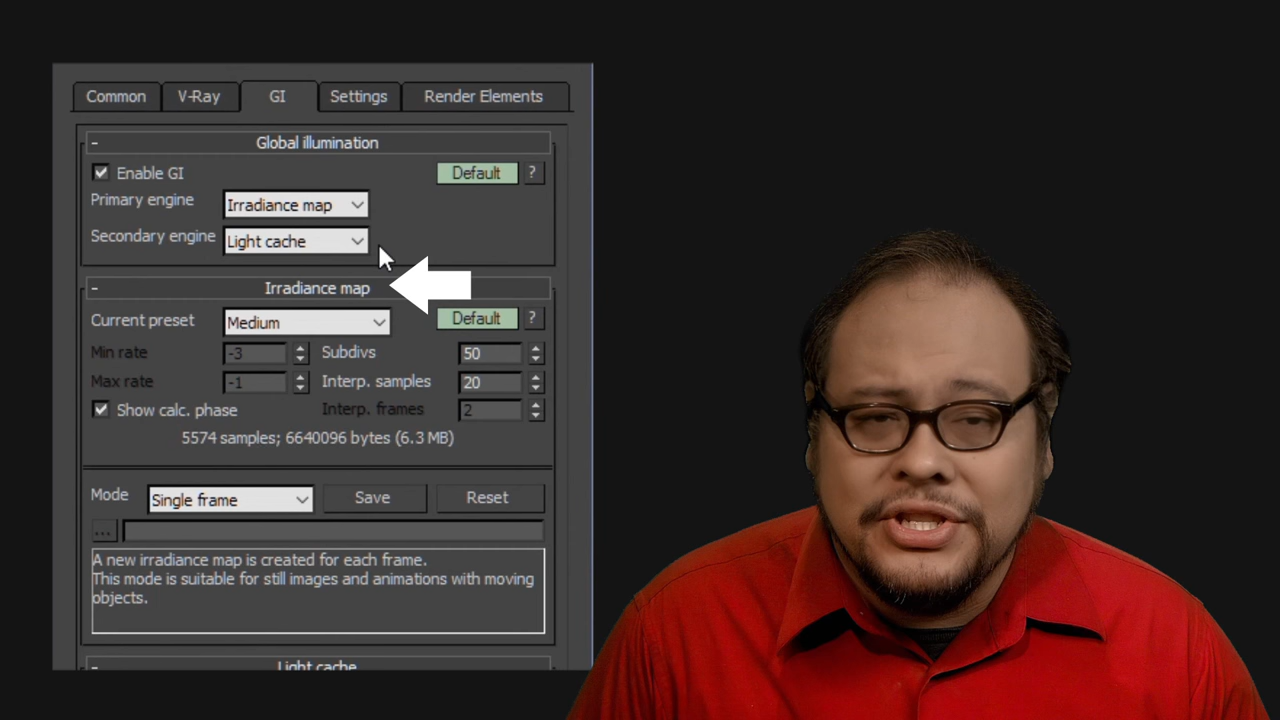 Common V-Ray GI Settings Render Elements
- Global illumination
Enable GI Default ?
Primary engine Irradiance map
Secondary engine Light cache
- Irradiance map
Current preset Medium Default ?
Min rate -3 Subdivs 50
Max rate -1 Interp. samples 20
Show calc. phase Interp. frames 2
5574 samples; 6640096 bytes (6.3 MB)
Mode Single frame Save Reset
...
A new irradiance map is created for each frame.
This mode is suitable for still images and animations with moving
objects.
- Light cache